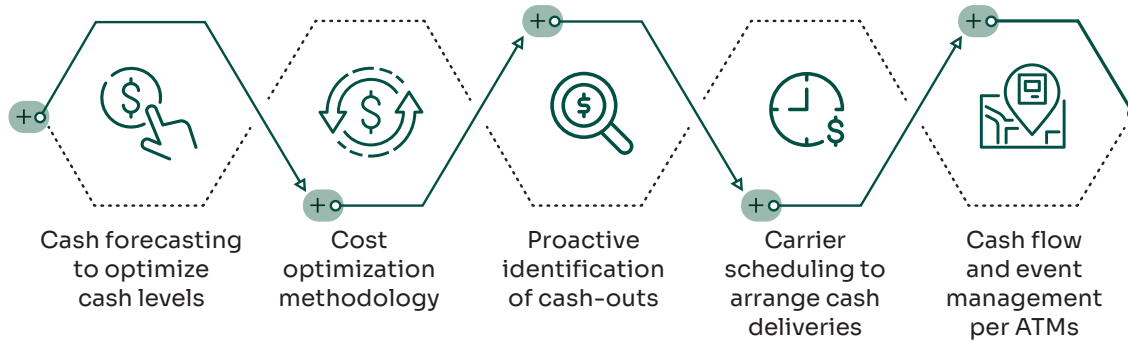 Cash forecasting
to optimize
cash levels
Cost
optimization
methodology
Proactive
identification
of cash-outs
Carrier
scheduling to
arrange cash
deliveries
Cash flow
and event
management
per ATMs